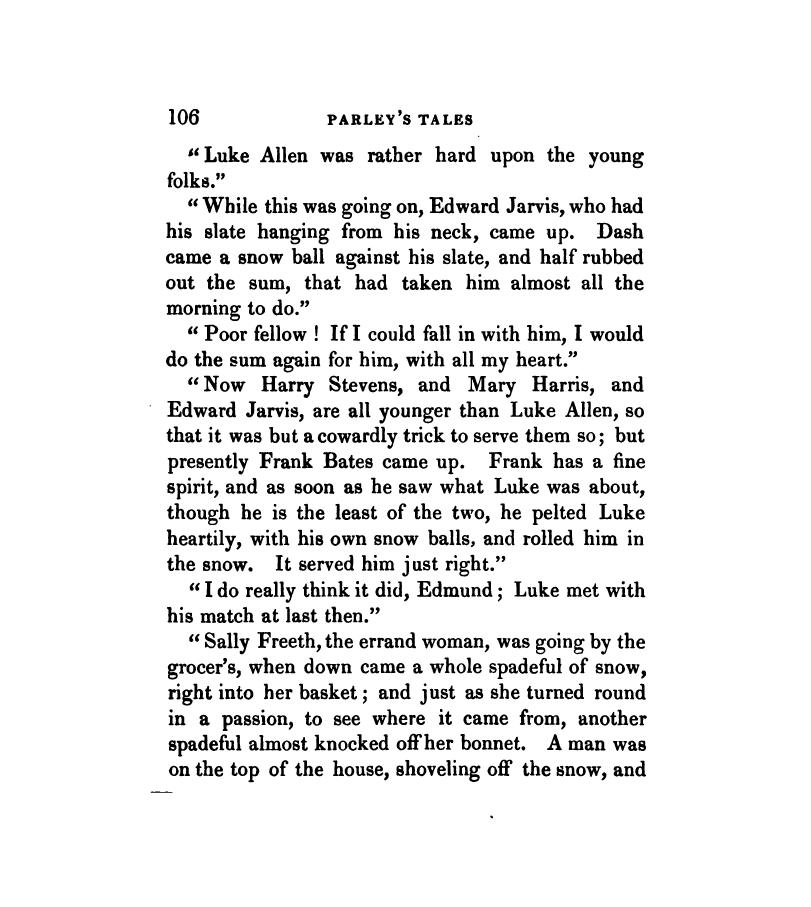 106 PARLEY'S TALES
"Luke Allen was rather hard upon the young
folks."
"While this was going on, Edward Jarvis, who had
his slate hanging from his neck, came up. Dash
came a snow ball against his slate, and half rubbed
out the sum, that had taken him almost all the
morning to do."
"Poor fellow! If I could fall in with him, I would
do the sum again for him, with all my heart."
"Now Harry Stevens, and Mary Harris, and
Edward Jarvis, are all younger than Luke Allen, so
that it was but a cowardly trick to serve them so; but
presently Frank Bates came up. Frank has a fine
spirit, and as soon as he saw what Luke was about,
though he is the least of the two, he pelted Luke
heartily, with his own snow balls, and rolled him in
the snow. It served him just right."
"I do really think it did, Edmund; Luke met with
his match at last then."
"Sally Freeth, the errand woman, was going by the
grocer's, when down came a whole spadeful of snow,
right into her basket; and just as she turned round
in a passion, to see where it came from, another
spadeful almost knocked off her bonnet. A man was
on the top of the house, shoveling off the snow, and